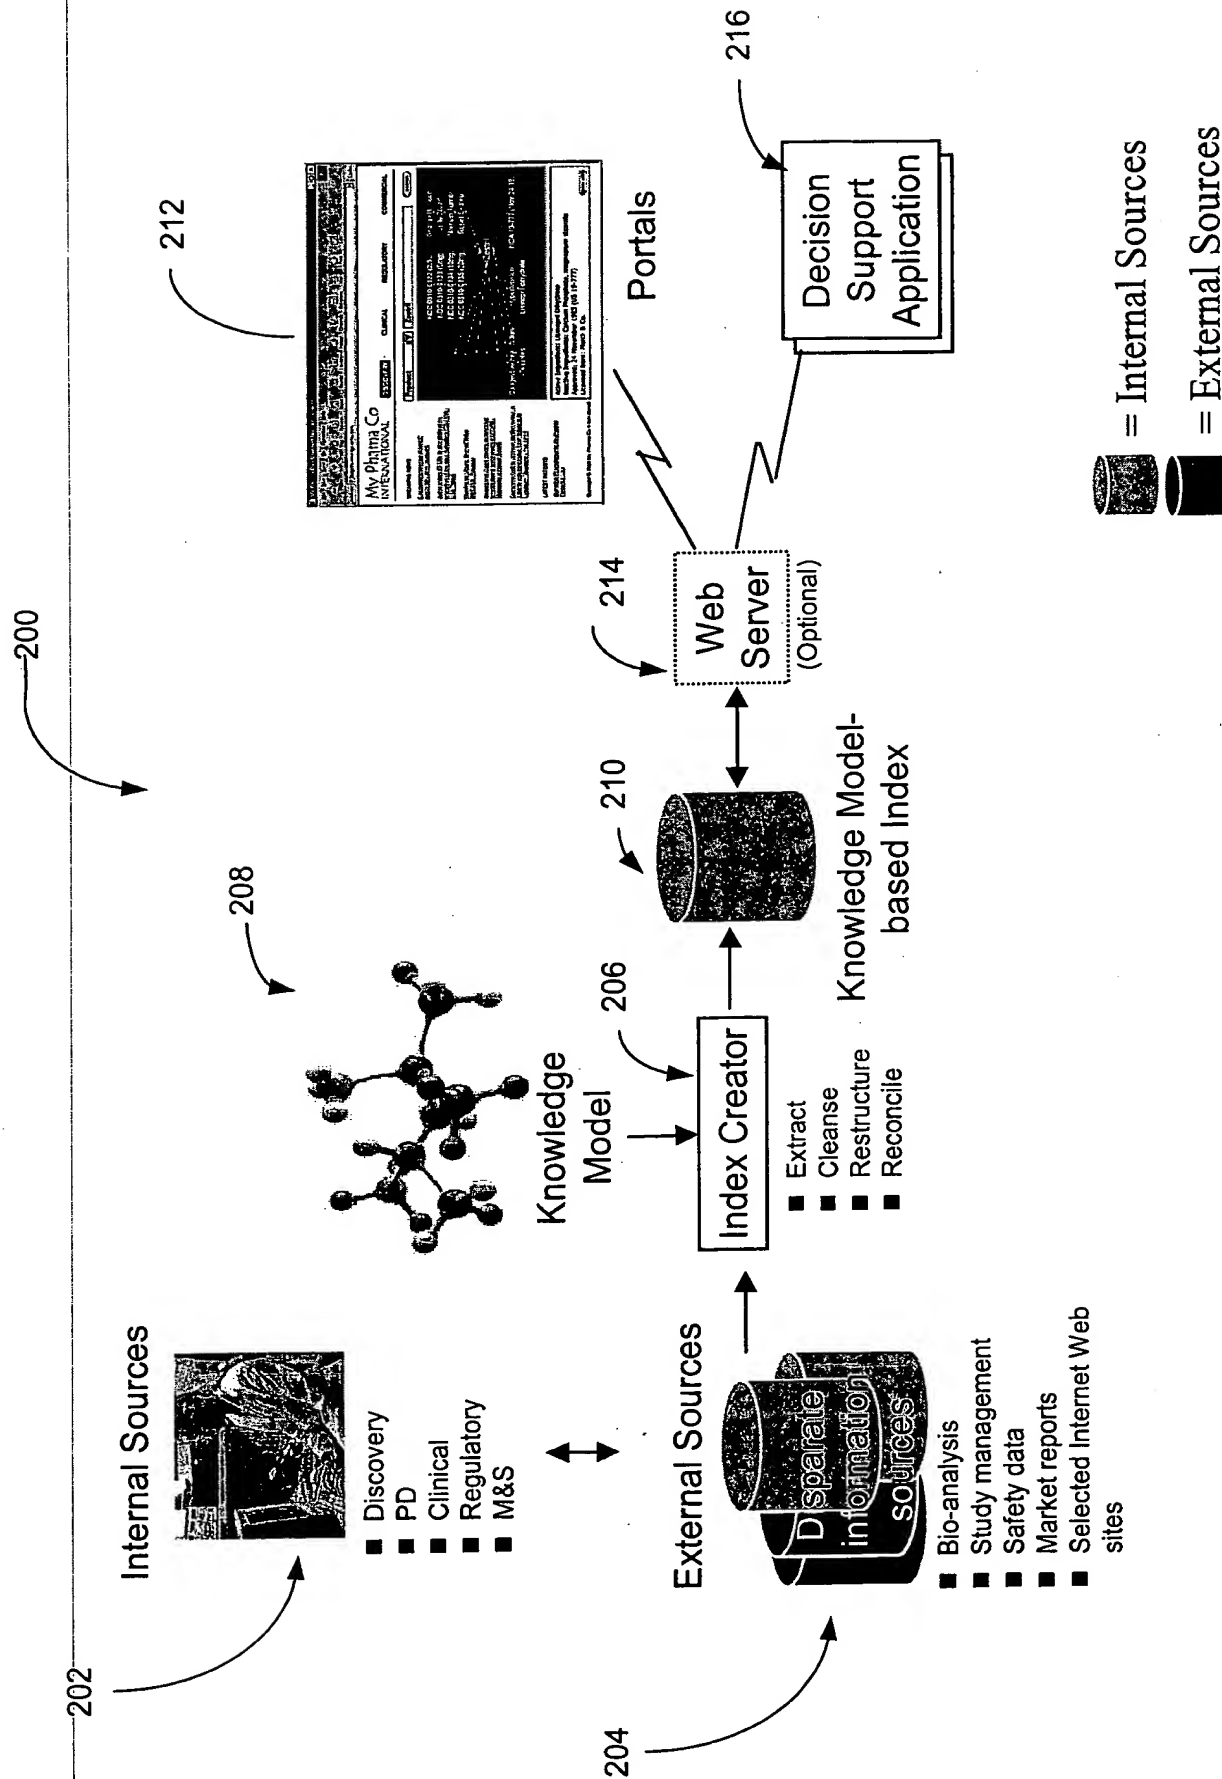 200
202
Internal Sources
■ Discovery
■ PD
■ Clinical
■ Regulatory
■ M&S
208
Knowledge
Model
212
My Pharma Co
INTERNATIONAL
CLINICAL
REGULATORY
COMMERCIAL
Portals
204
External Sources
Disparate
information
sources
■ Bio-analysis
■ Study management
■ Safety data
■ Market reports
■ Selected Internet Web
sites
206
Index Creator
■ Extract
■ Cleanse
■ Restructure
■ Reconcile
210
Knowledge Model-
based Index
214
Web
Server
(Optional)
216
Decision
Support
Application
= Internal Sources
= External Sources